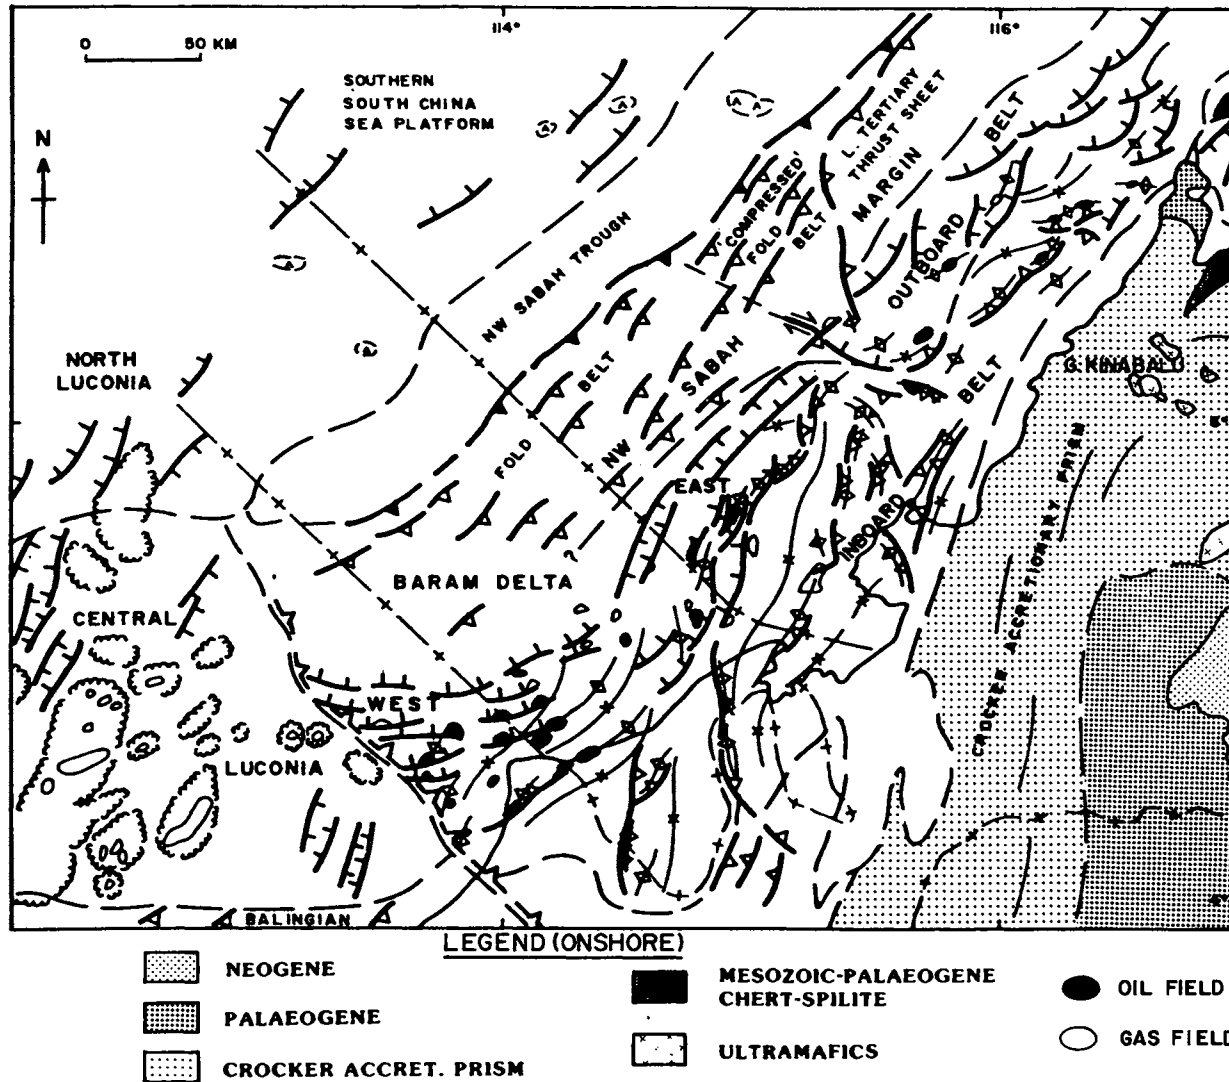 114°
116°
0 50 KM
SOUTHERN
SOUTH CHINA
SEA PLATFORM
N
L. TERTIARY
THRUST SHEET
'COMPRESSED'
FOLD
BELT
MARGIN
BELT
NW SABAH TROUGH
OUTBOARD
NORTH
LUCONIA
BELT
FOLD
SABAH
NW
BELT
G. KINABALU
EAST
INBOARD
CROCKER ACCRETIONARY PRISM
?
BARAM DELTA
CENTRAL
WEST
LUCONIA
BALINGIAN
LEGEND (ONSHORE)
NEOGENE
PALAEOGENE
CROCKER ACCRET. PRISM
MESOZOIC-PALAEOGENE
CHERT-SPILITE
ULTRAMAFICS
OIL FIELD
GAS FIELD